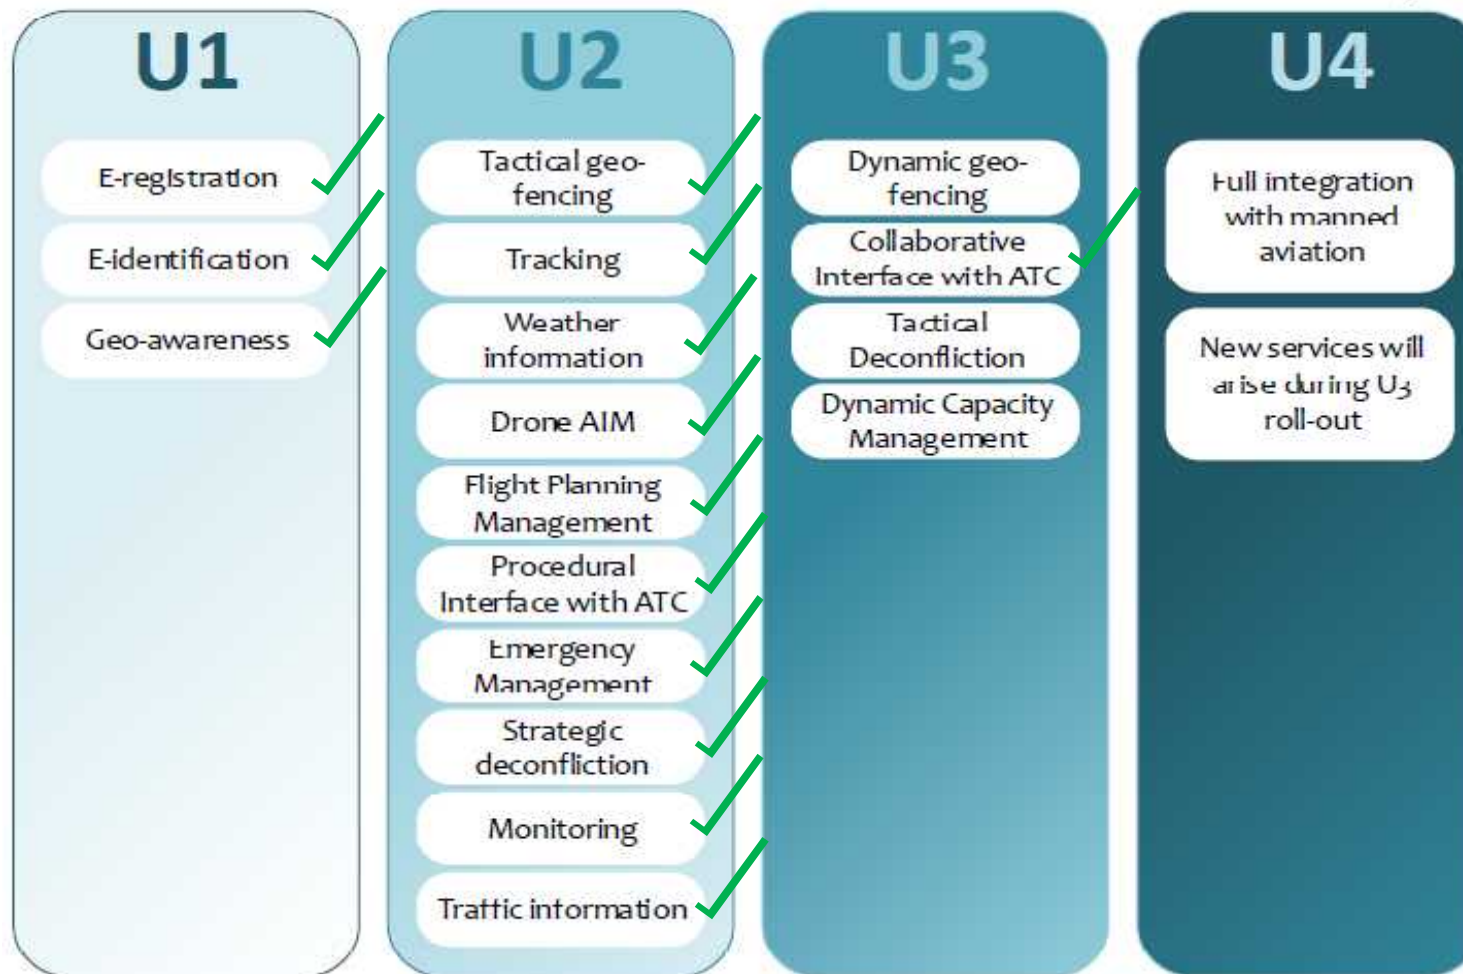 U1
E-registration
E-identification
Geo-awareness
U2
Tactical geo-
fencing
Tracking
Weather
information
Drone AIM
Flight Planning
Management
Procedural
Interface with ATC
Emergency
Management
Strategic
deconfliction
Monitoring
Traffic information
U3
Dynamic geo-
fencing
Collaborative
Interface with ATC
Tactical
Deconfliction
Dynamic Capacity
Management
U4
Full integration
with manned
aviation
New services will
arise during U3
roll-out